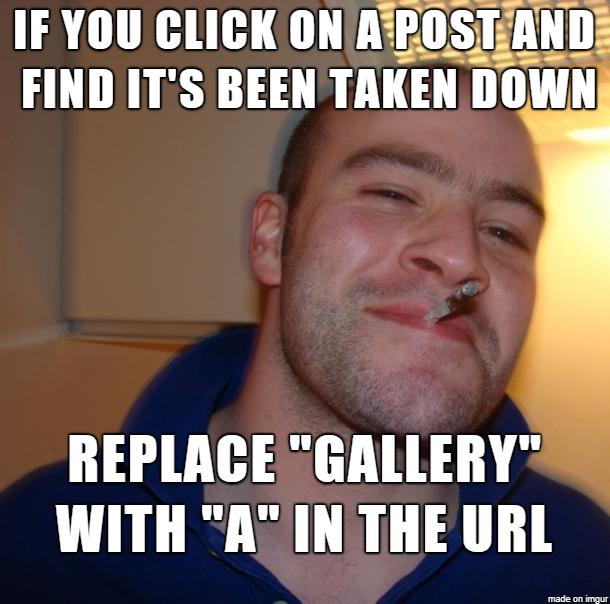 IF YOU CLICK ON A POST AND
FIND IT'S BEEN TAKEN DOWN
REPLACE "GALLERY"
WITH "A" IN THE URL
made on imgur